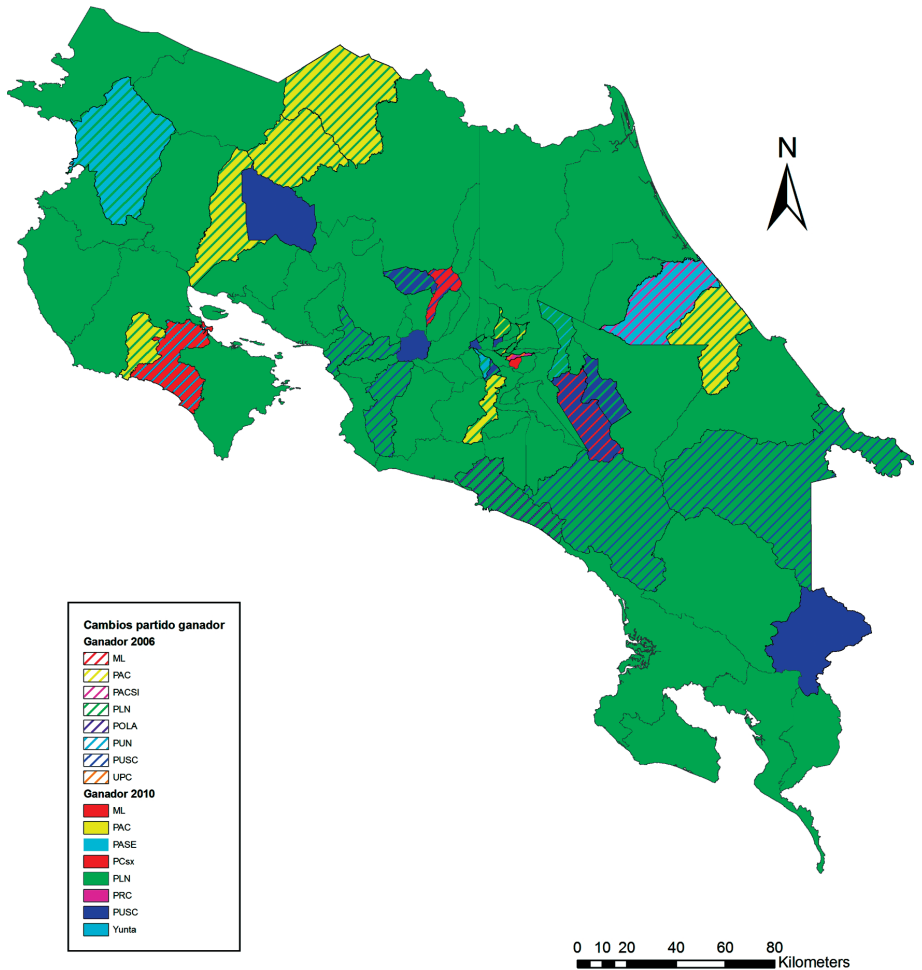 N
Cambios partido ganador
Ganador 2006
ML
PAC
PACSI
PLN
POLA
PUN
PUSC
UPC
Ganador 2010
ML
PAC
PASE
PCsx
PLN
PRC
PUSC
Yunta
0 10 20 40 60 80
Kilometers